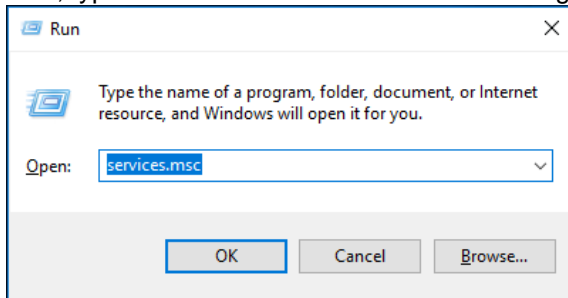 Run
Type the name of a program, folder, document, or Internet
resource, and Windows will open it for you.
Open:
services.msc
OK Cancel Browse...